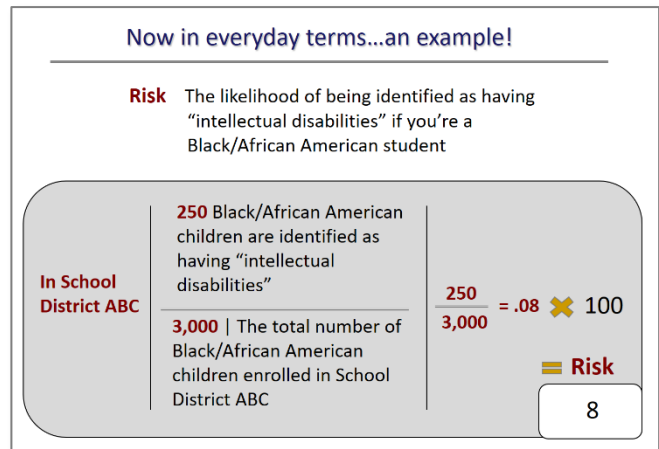 Now in everyday terms…an example!
Risk The likelihood of being identified as having
“intellectual disabilities” if you’re a
Black/African American student
In School
District ABC
250 Black/African American
children are identified as
having “intellectual
disabilities”
3,000 | The total number of
Black/African American
children enrolled in School
District ABC
250
3,000
= .08 ✖ 100
= Risk
8